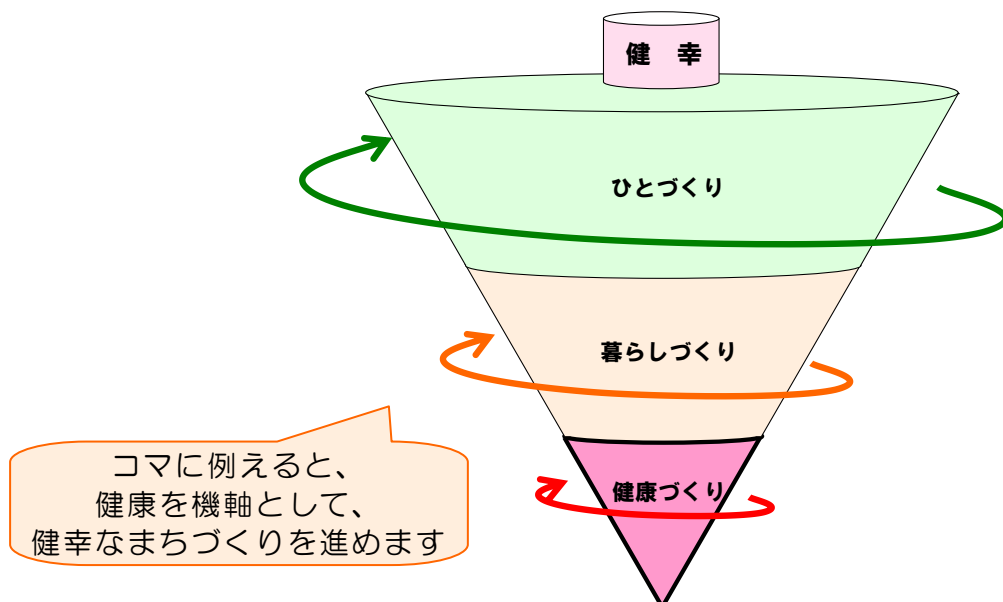 健　幸
ひとづくり
暮らしづくり
健康づくり
コマに例えると、
健康を機軸として、
健幸なまちづくりを進めます